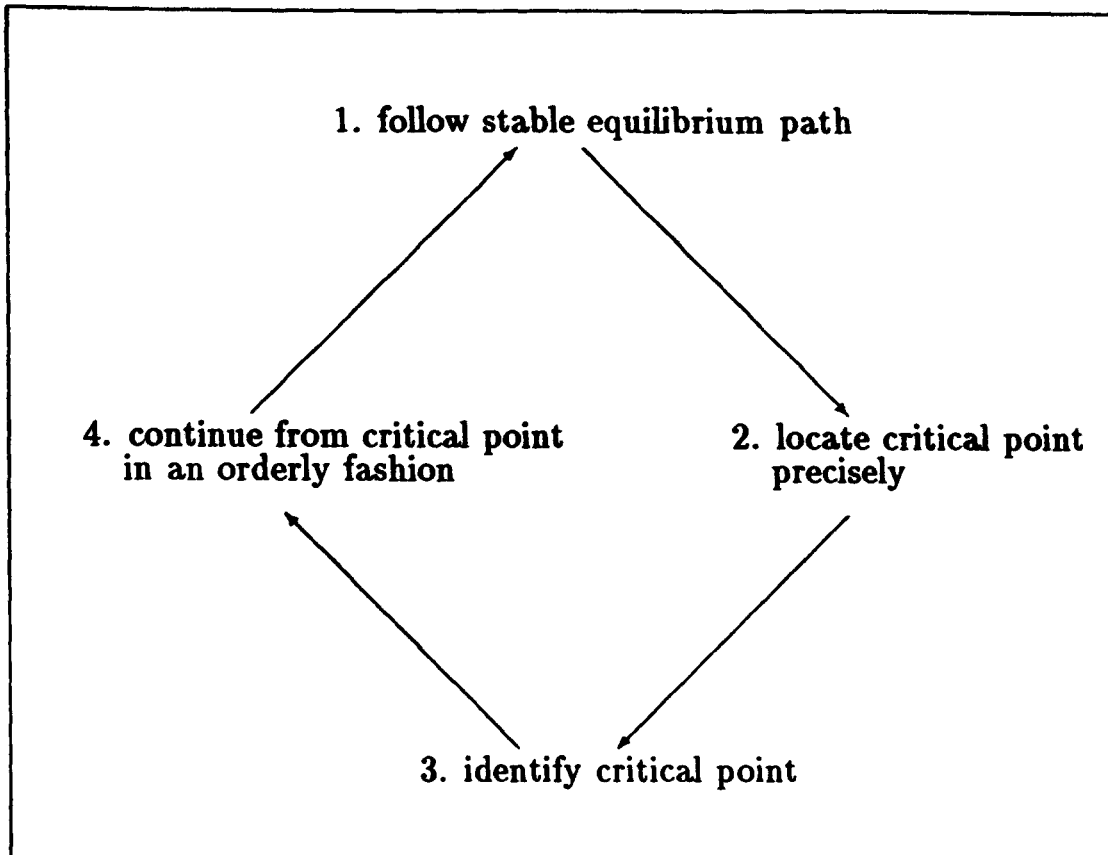 1. follow stable equilibrium path
4. continue from critical point
in an orderly fashion
2. locate critical point
precisely
3. identify critical point